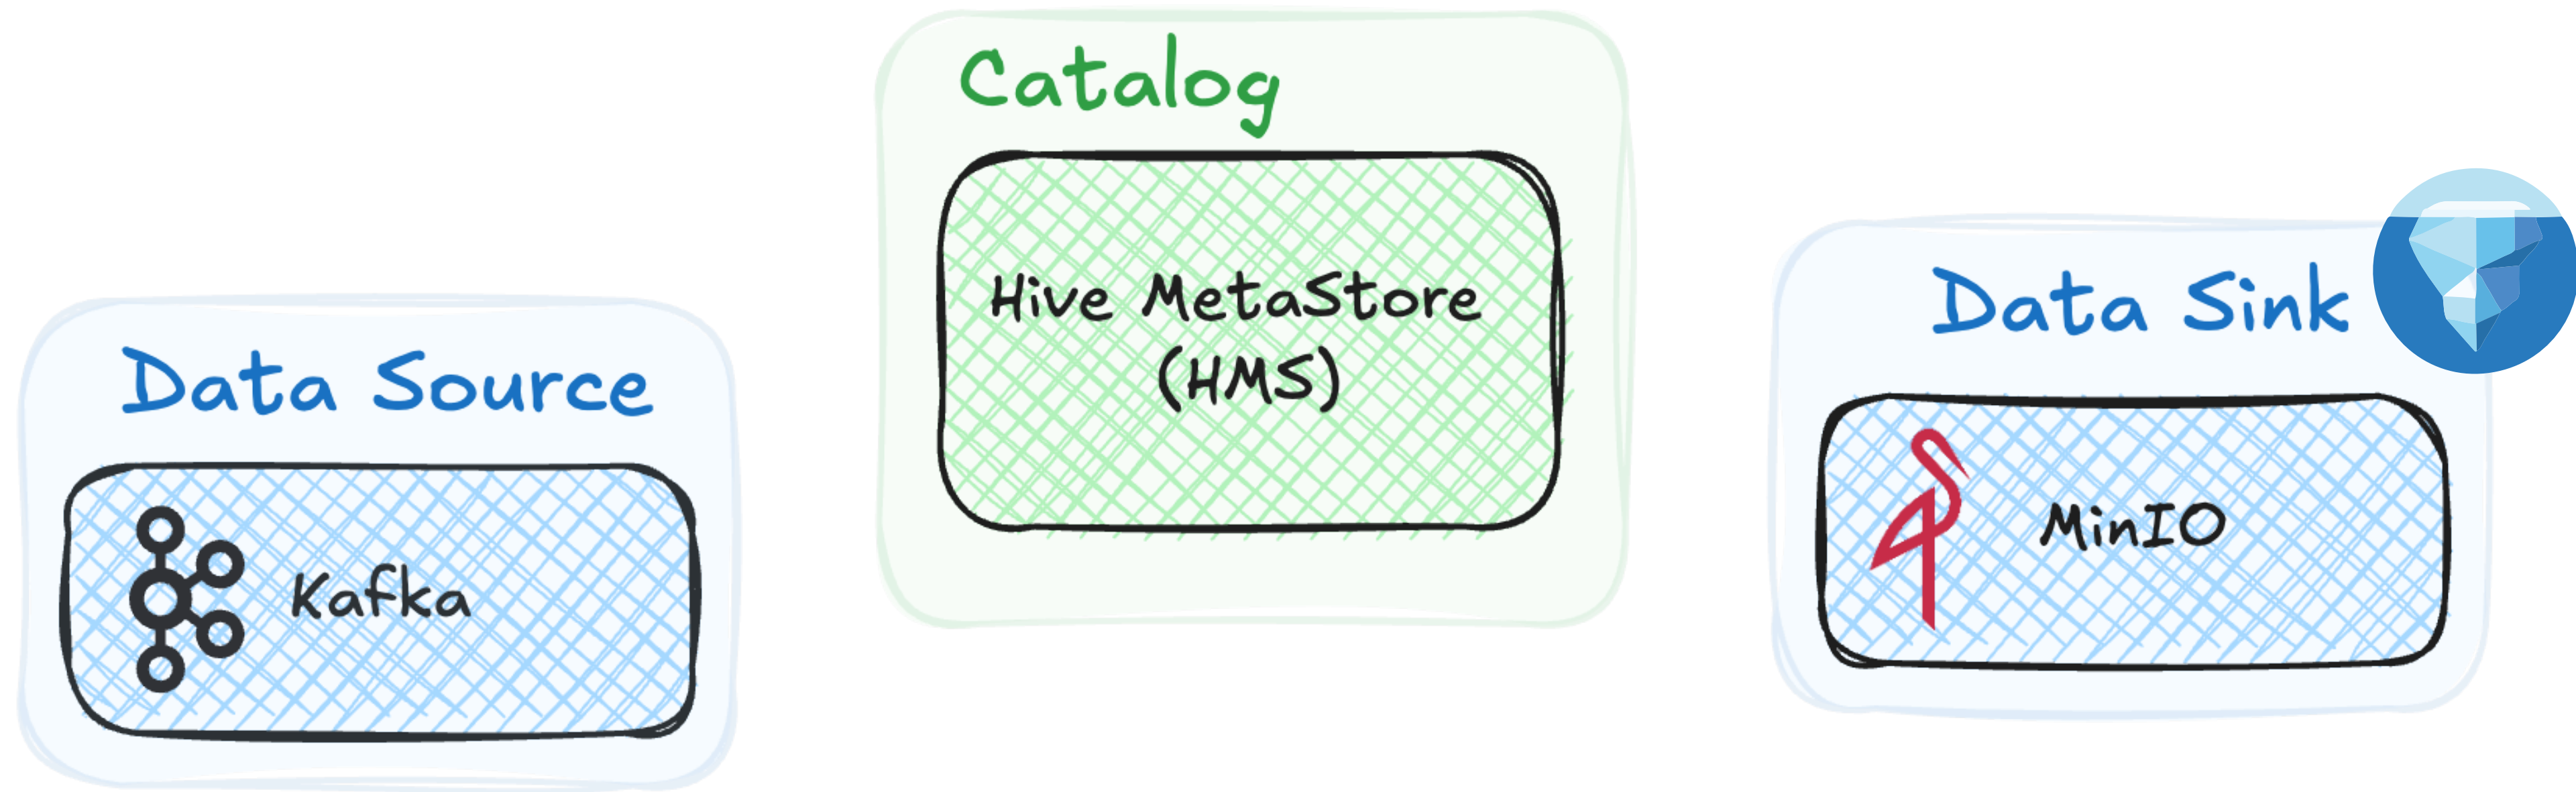 Data Source
Kafka
Catalog
Hive MetaStore
(HMS)
Data Sink
MinIO